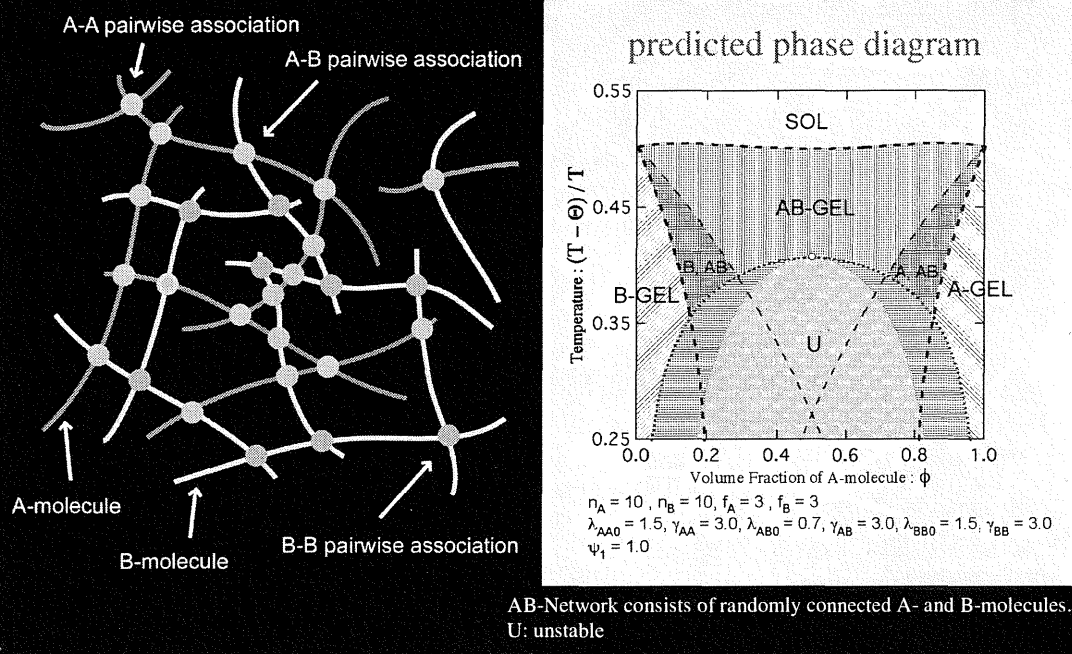 A-A pairwise association
A-B pairwise association
A-molecule
B-molecule
B-B pairwise association
predicted phase diagram
0.55
SOL
0.45
AB-GEL
B AB
A AB
B-GEL
A-GEL
0.35
U
0.25
0.0 0.2 0.4 0.6 0.8 1.0
Temperature : (T - Θ) / T
Volume Fraction of A-molecule : ϕ
n_A = 10 , n_B = 10, f_A = 3 , f_B = 3
λ_AA0 = 1.5, γ_AA = 3.0, λ_AB0 = 0.7, γ_AB = 3.0, λ_BB0 = 1.5, γ_BB = 3.0
ψ_1 = 1.0
AB-Network consists of randomly connected A- and B-molecules.
U: unstable